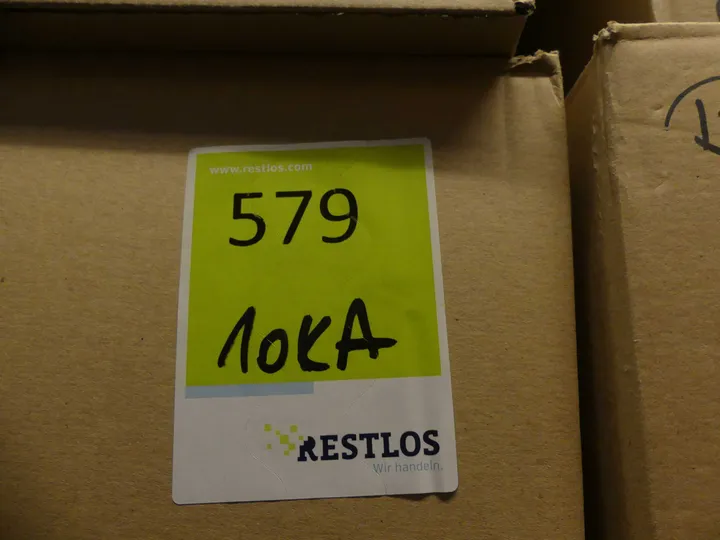 www.restlos.com
579
10KA
RESTLOS
Wir handeln.